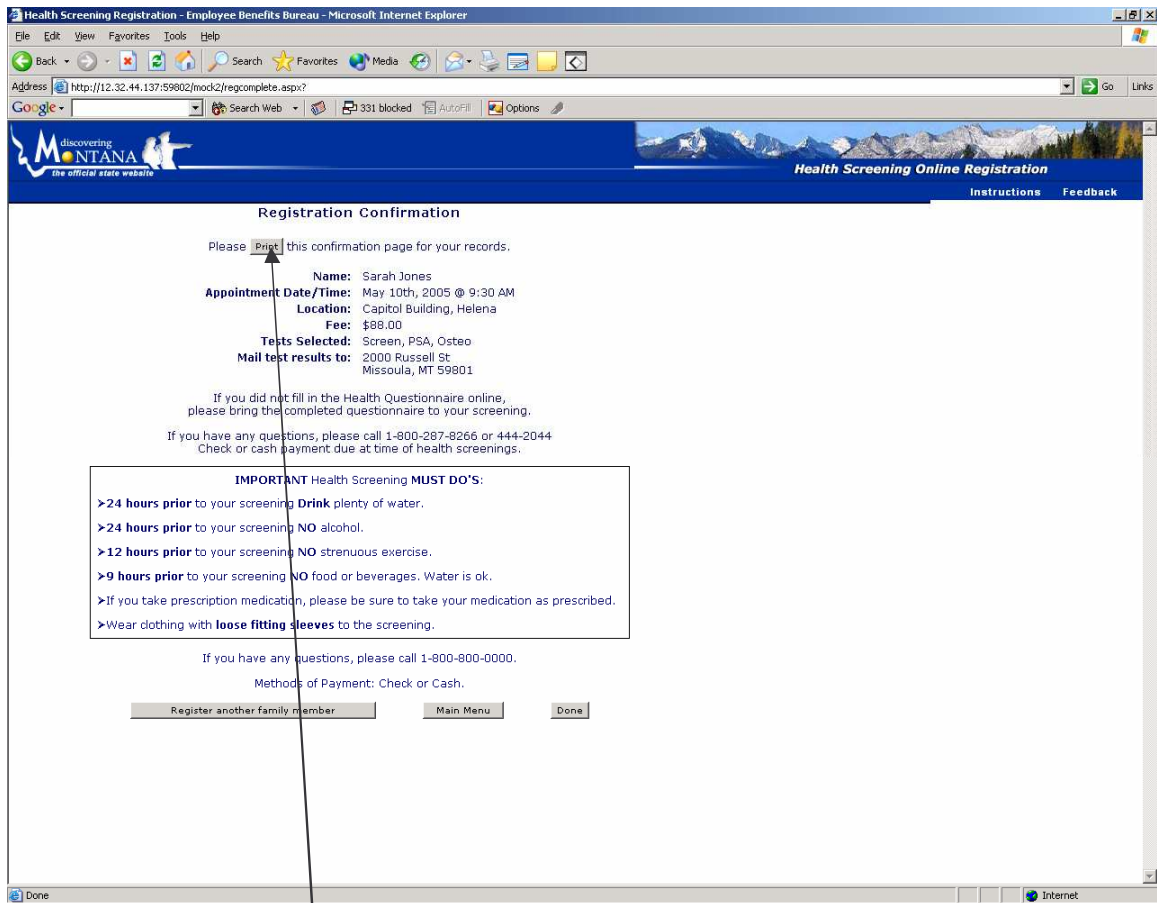 Health Screening Registration - Employee Benefits Bureau - Microsoft Internet Explorer
File Edit View Favorites Tools Help
Back Search Favorites Media
Address http://12.32.44.137:59802/mock2/regcomplete.aspx? Go Links
Google Search Web 331 blocked AutoFill Options
discovering
MONTANA
the official state website
Health Screening Online Registration
Instructions Feedback
Registration Confirmation
Please Print this confirmation page for your records.
Name: Sarah Jones
Appointment Date/Time: May 10th, 2005 @ 9:30 AM
Location: Capitol Building, Helena
Fee: $88.00
Tests Selected: Screen, PSA, Osteo
Mail test results to: 2000 Russell St
Missoula, MT 59801
If you did not fill in the Health Questionnaire online,
please bring the completed questionnaire to your screening.
If you have any questions, please call 1-800-287-8266 or 444-2044
Check or cash payment due at time of health screenings.
IMPORTANT Health Screening MUST DO'S:
➢24 hours prior to your screening Drink plenty of water.
➢24 hours prior to your screening NO alcohol.
➢12 hours prior to your screening NO strenuous exercise.
➢9 hours prior to your screening NO food or beverages. Water is ok.
➢If you take prescription medication, please be sure to take your medication as prescribed.
➢Wear clothing with loose fitting sleeves to the screening.
If you have any questions, please call 1-800-800-0000.
Methods of Payment: Check or Cash.
Register another family member Main Menu Done
Done Internet